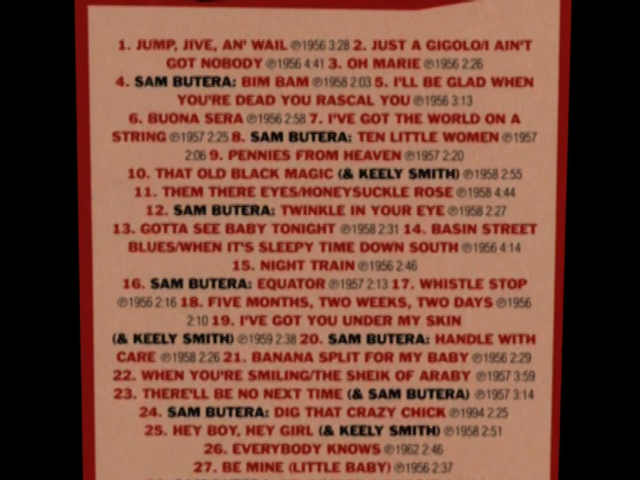 1. JUMP, JIVE, AN' WAIL ℗1956 3:28 2. JUST A GIGOLO/I AIN'T
GOT NOBODY ℗1956 4:41 3. OH MARIE ℗1956 2:26
4. SAM BUTERA: BIM BAM ℗1958 2:03 5. I'LL BE GLAD WHEN
YOU'RE DEAD YOU RASCAL YOU ℗1956 3:13
6. BUONA SERA ℗1956 2:58 7. I'VE GOT THE WORLD ON A
STRING ℗1957 2:25 8. SAM BUTERA: TEN LITTLE WOMEN ℗1957
2:06 9. PENNIES FROM HEAVEN ℗1957 2:20
10. THAT OLD BLACK MAGIC (& KEELY SMITH) ℗1958 2:55
11. THEM THERE EYES/HONEYSUCKLE ROSE ℗1958 4:44
12. SAM BUTERA: TWINKLE IN YOUR EYE ℗1958 2:27
13. GOTTA SEE BABY TONIGHT ℗1958 2:31 14. BASIN STREET
BLUES/WHEN IT'S SLEEPY TIME DOWN SOUTH ℗1956 4:14
15. NIGHT TRAIN ℗1956 2:46
16. SAM BUTERA: EQUATOR ℗1957 2:13 17. WHISTLE STOP
℗1956 2:16 18. FIVE MONTHS, TWO WEEKS, TWO DAYS ℗1956
2:10 19. I'VE GOT YOU UNDER MY SKIN
(& KEELY SMITH) ℗1959 2:38 20. SAM BUTERA: HANDLE WITH
CARE ℗1958 2:26 21. BANANA SPLIT FOR MY BABY ℗1956 2:29
22. WHEN YOU'RE SMILING/THE SHEIK OF ARABY ℗1957 3:59
23. THERE'LL BE NO NEXT TIME (& SAM BUTERA) ℗1957 3:14
24. SAM BUTERA: DIG THAT CRAZY CHICK ℗1994 2:25
25. HEY BOY, HEY GIRL (& KEELY SMITH) ℗1958 2:51
26. EVERYBODY KNOWS ℗1962 2:46
27. BE MINE (LITTLE BABY) ℗1956 2:37